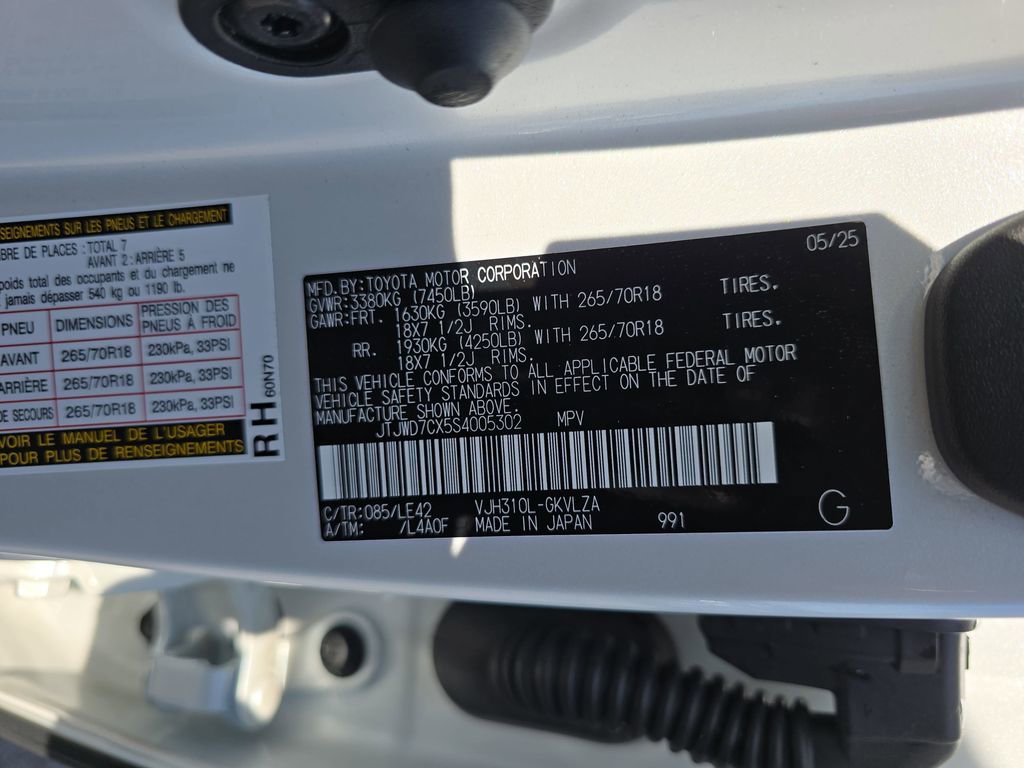 SEIGNEMENTS SUR LES PNEUS ET LE CHARGEMENT
BRE DE PLACES : TOTAL 7
AVANT 2 : ARRIÈRE 5
poids total des occupants et du chargement ne
jamais dépasser 540 kg ou 1190 lb.
PNEU DIMENSIONS PRESSION DES PNEUS À FROID
AVANT 265/70R18 230kPa, 33PSI
ARRIÈRE 265/70R18 230kPa, 33PSI
DE SECOURS 265/70R18 230kPa, 33PSI
VOIR LE MANUEL DE L'USAGER
POUR PLUS DE RENSEIGNEMENTS
RH 60N70
05/25
MFD.BY:TOYOTA MOTOR CORPORATION
GVWR:3380KG (7450LB)
GAWR:FRT. 1630KG (3590LB) WITH 265/70R18 TIRES.
18X7 1/2J RIMS.
RR. 1930KG (4250LB) WITH 265/70R18 TIRES.
18X7 1/2J RIMS.
THIS VEHICLE CONFORMS TO ALL APPLICABLE FEDERAL MOTOR
VEHICLE SAFETY STANDARDS IN EFFECT ON THE DATE OF
MANUFACTURE SHOWN ABOVE.
JTJWD7CX5S4005302 MPV
C/TR:085/LE42 VJH310L-GKVLZA
A/TM: /L4A0F MADE IN JAPAN 991 G